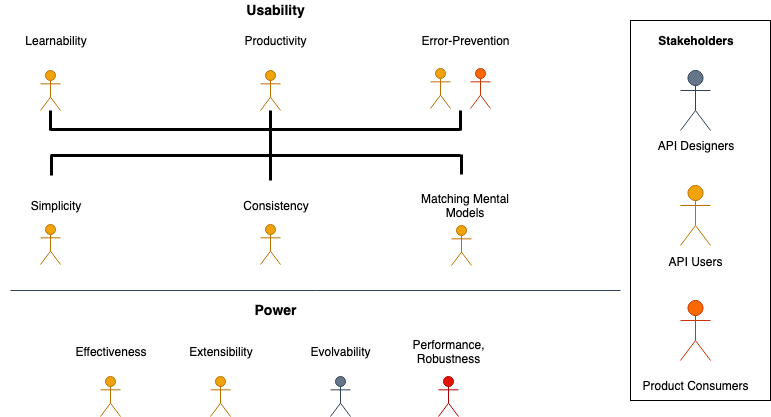 Usability
Learnability
Productivity
Error-Prevention
Simplicity
Consistency
Matching Mental
Models
Power
Effectiveness
Extensibility
Evolvability
Performance,
Robustness
Stakeholders
API Designers
API Users
Product Consumers